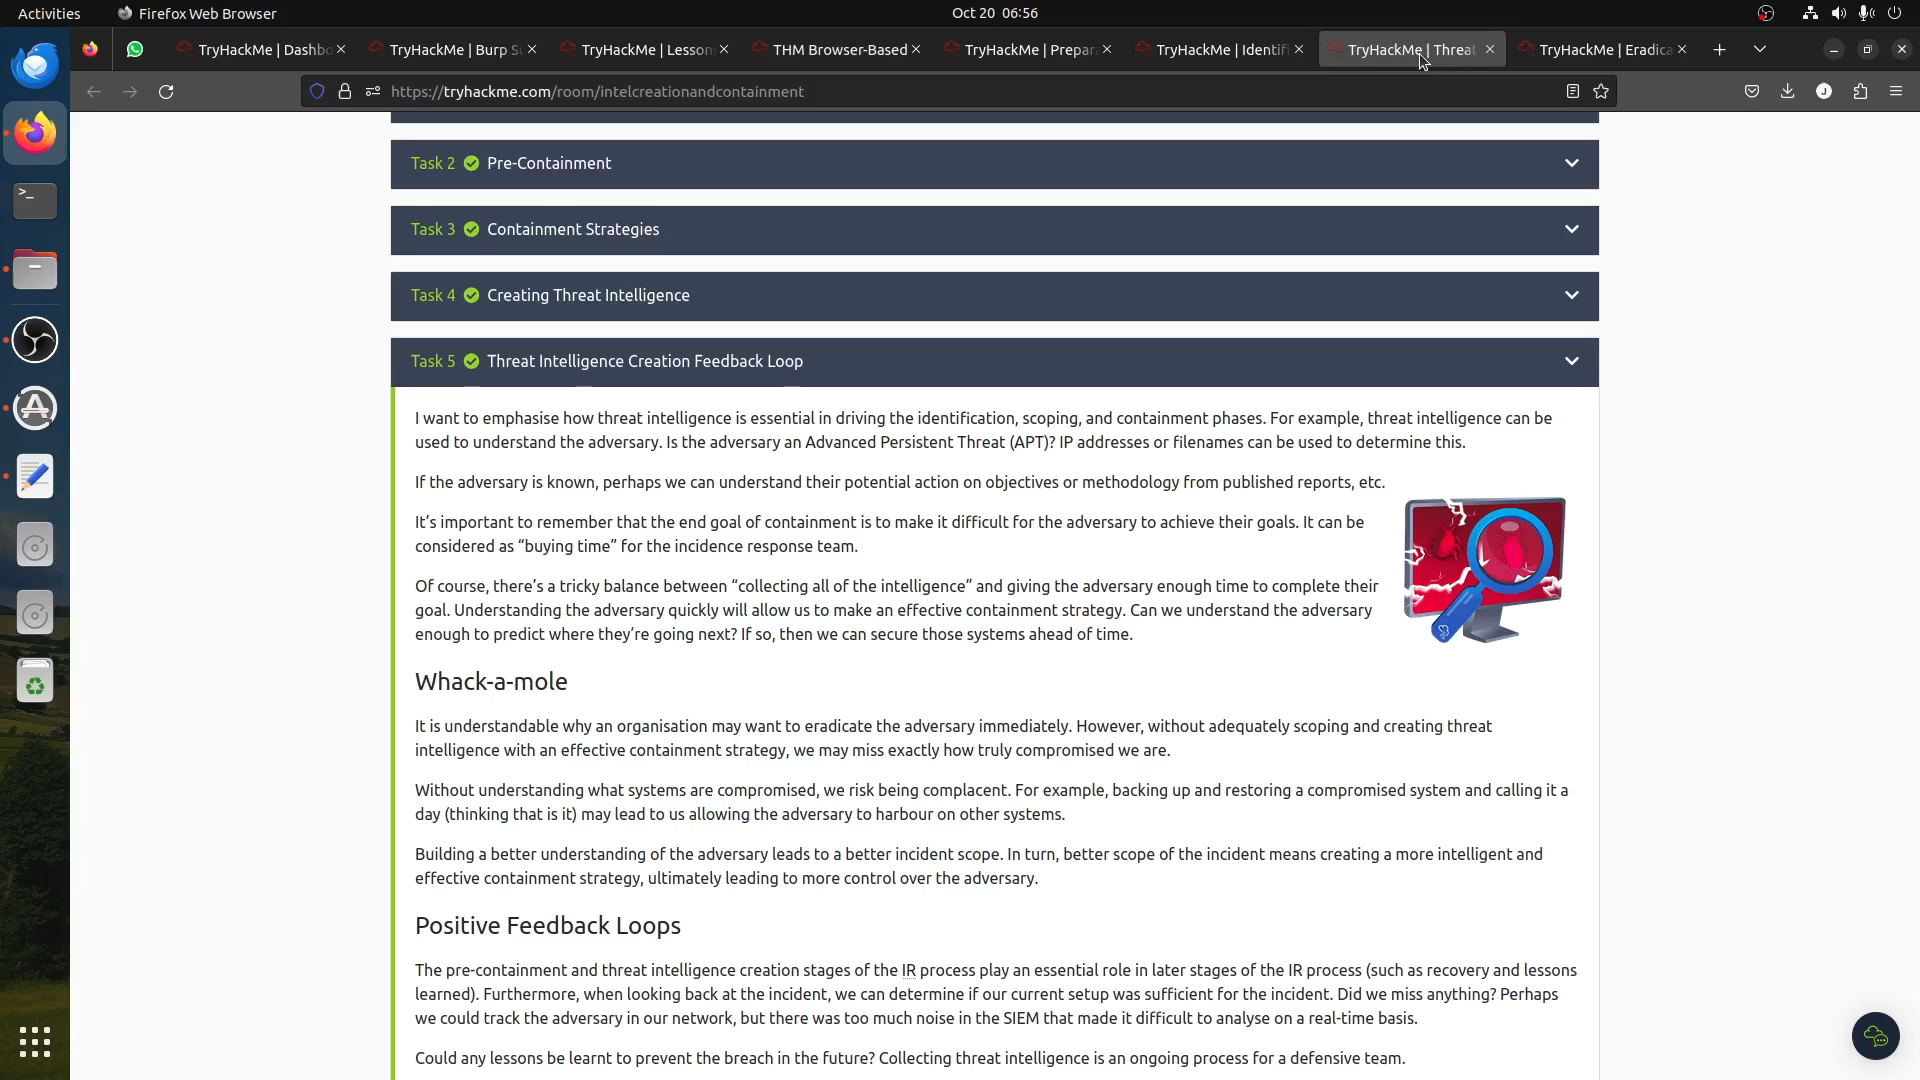 Activities
Firefox Web Browser
Oct 20 06:56
TryHackMe | Dashbo
TryHackMe | Burp Su
TryHackMe | Lesson
THM Browser-Based
TryHackMe | Prepar
TryHackMe | Identifi
TryHackMe | Threat
TryHackMe | Eradica
https://tryhackme.com/room/intelcreationandcontainment
Task 2 Pre-Containment
Task 3 Containment Strategies
Task 4 Creating Threat Intelligence
Task 5 Threat Intelligence Creation Feedback Loop
I want to emphasise how threat intelligence is essential in driving the identification, scoping, and containment phases. For example, threat intelligence can be
used to understand the adversary. Is the adversary an Advanced Persistent Threat (APT)? IP addresses or filenames can be used to determine this.
If the adversary is known, perhaps we can understand their potential action on objectives or methodology from published reports, etc.
It's important to remember that the end goal of containment is to make it difficult for the adversary to achieve their goals. It can be
considered as “buying time” for the incidence response team.
Of course, there's a tricky balance between “collecting all of the intelligence” and giving the adversary enough time to complete their
goal. Understanding the adversary quickly will allow us to make an effective containment strategy. Can we understand the adversary
enough to predict where they're going next? If so, then we can secure those systems ahead of time.
Whack-a-mole
It is understandable why an organisation may want to eradicate the adversary immediately. However, without adequately scoping and creating threat
intelligence with an effective containment strategy, we may miss exactly how truly compromised we are.
Without understanding what systems are compromised, we risk being complacent. For example, backing up and restoring a compromised system and calling it a
day (thinking that is it) may lead to us allowing the adversary to harbour on other systems.
Building a better understanding of the adversary leads to a better incident scope. In turn, better scope of the incident means creating a more intelligent and
effective containment strategy, ultimately leading to more control over the adversary.
Positive Feedback Loops
The pre-containment and threat intelligence creation stages of the IR process play an essential role in later stages of the IR process (such as recovery and lessons
learned). Furthermore, when looking back at the incident, we can determine if our current setup was sufficient for the incident. Did we miss anything? Perhaps
we could track the adversary in our network, but there was too much noise in the SIEM that made it difficult to analyse on a real-time basis.
Could any lessons be learnt to prevent the breach in the future? Collecting threat intelligence is an ongoing process for a defensive team.